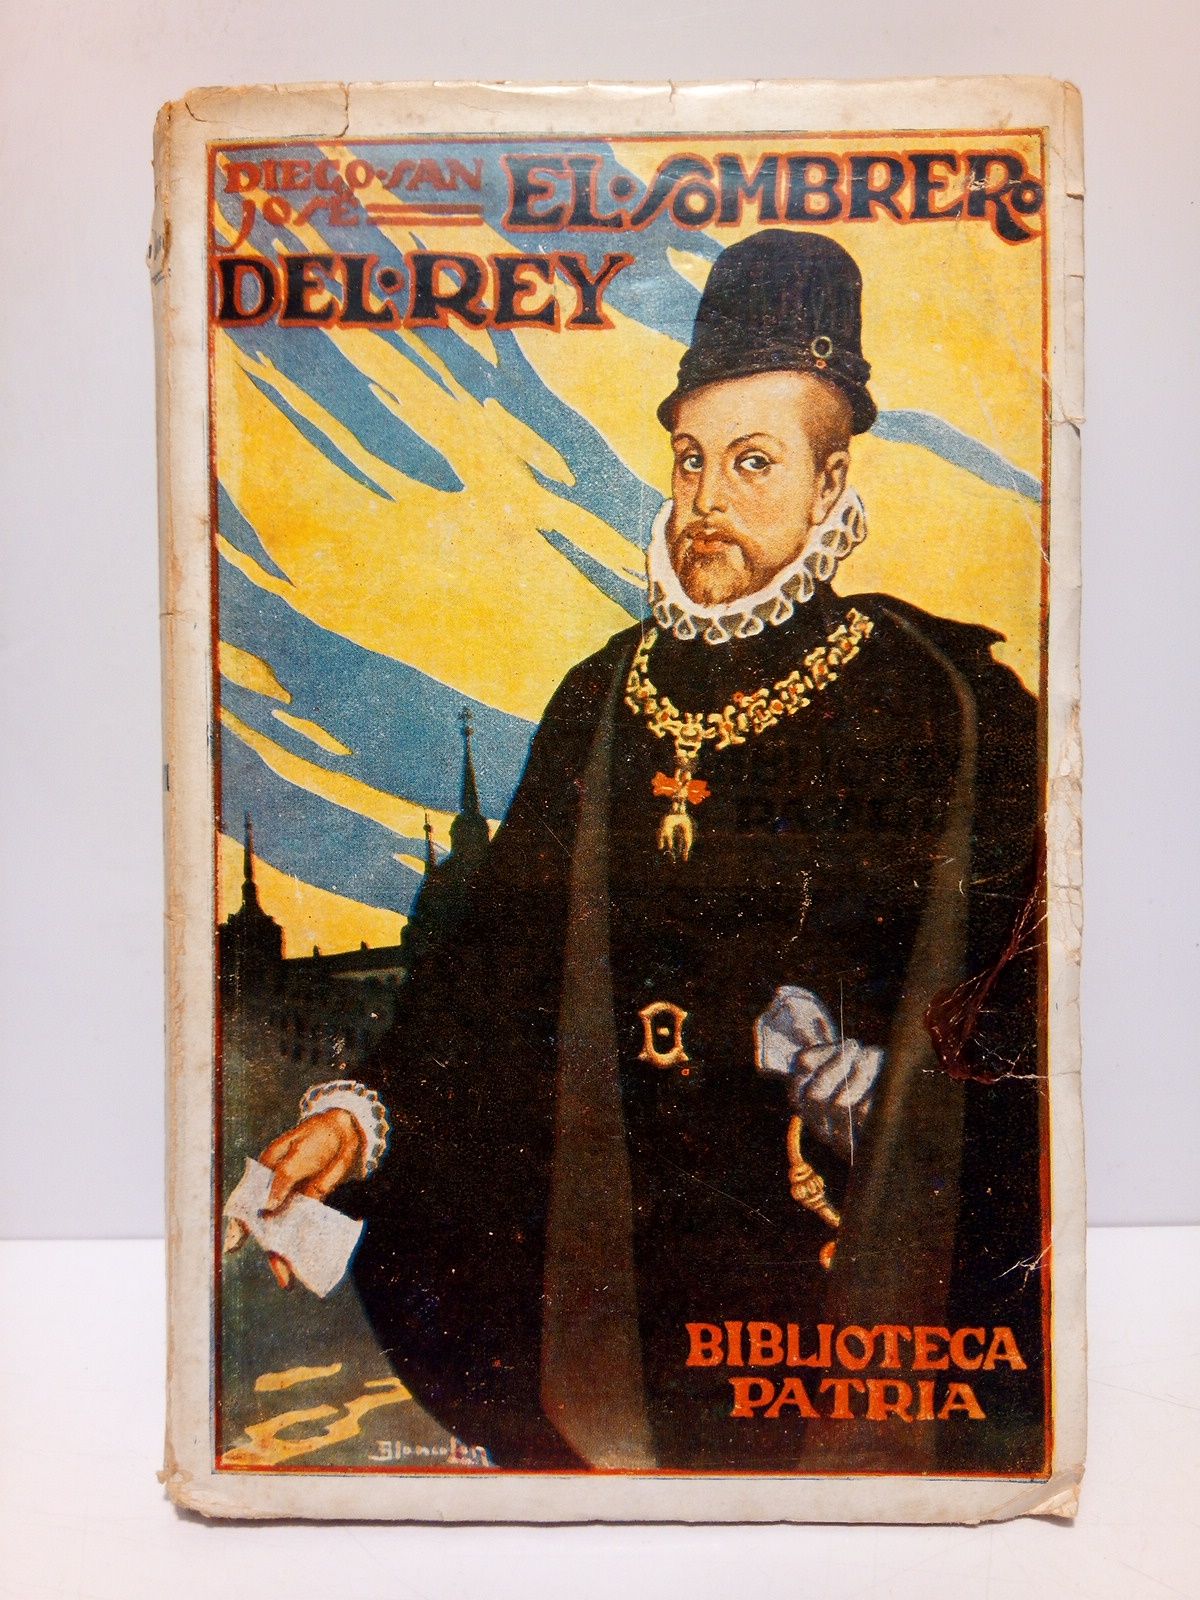 DIEGO·SAN
JOSÉ
EL·SOMBRERO
DEL·REY
BIBLIOTECA
PATRIA